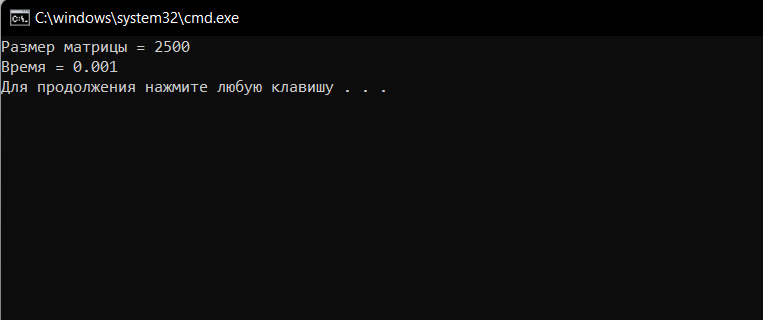 C:\windows\system32\cmd.exe
Размер матрицы = 2500
Время = 0.001
Для продолжения нажмите любую клавишу . . .